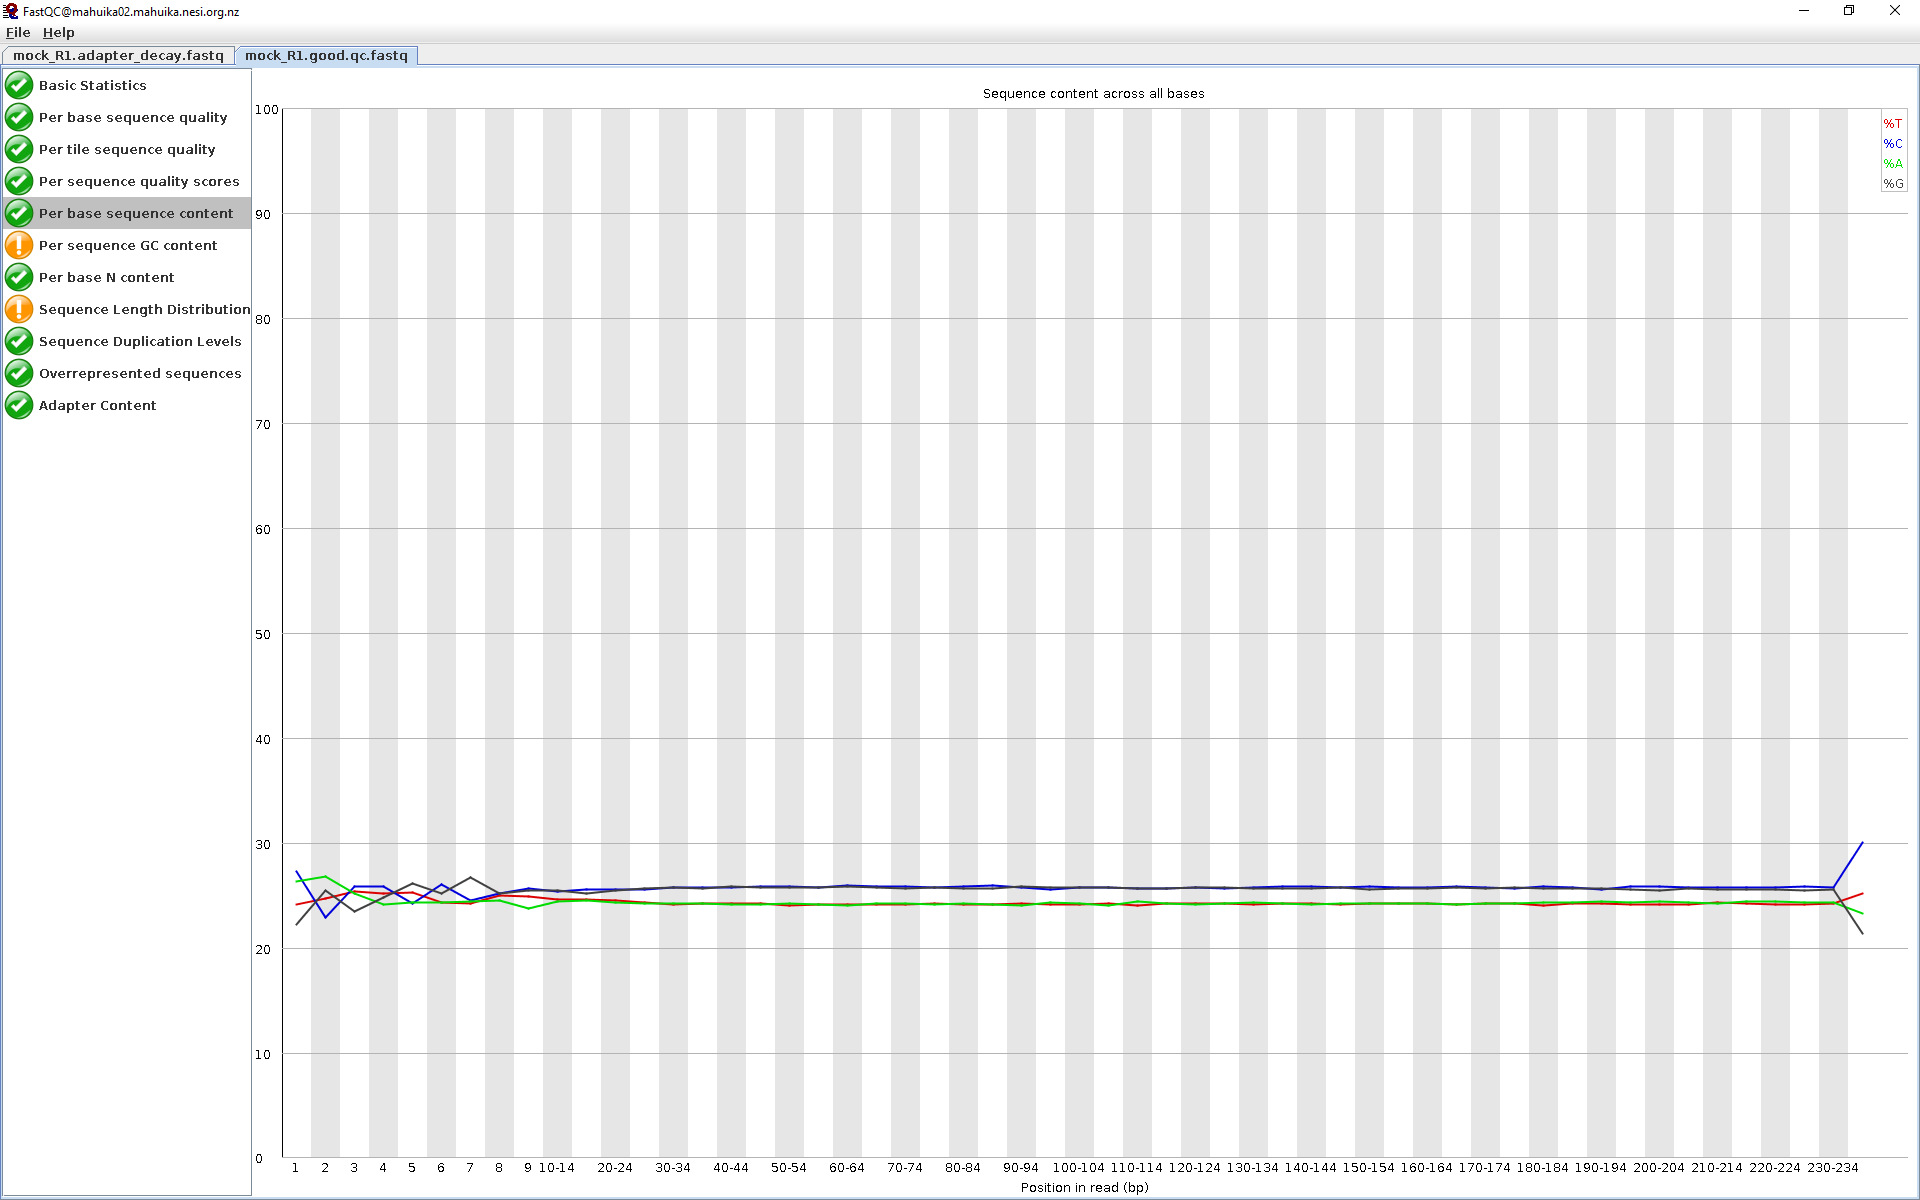 FastQC@mahuika02.mahuika.nesi.org.nz
File Help
mock_R1.adapter_decay.fastq mock_R1.good.qc.fastq
Basic Statistics
Per base sequence quality
Per tile sequence quality
Per sequence quality scores
Per base sequence content
Per sequence GC content
Per base N content
Sequence Length Distribution
Sequence Duplication Levels
Overrepresented sequences
Adapter Content
Sequence content across all bases
%T
%C
%A
%G
100
90
80
70
60
50
40
30
20
10
0
1 2 3 4 5 6 7 8 9 10-14 20-24 30-34 40-44 50-54 60-64 70-74 80-84 90-94 100-104 110-114 120-124 130-134 140-144 150-154 160-164 170-174 180-184 190-194 200-204 210-214 220-224 230-234
Position in read (bp)